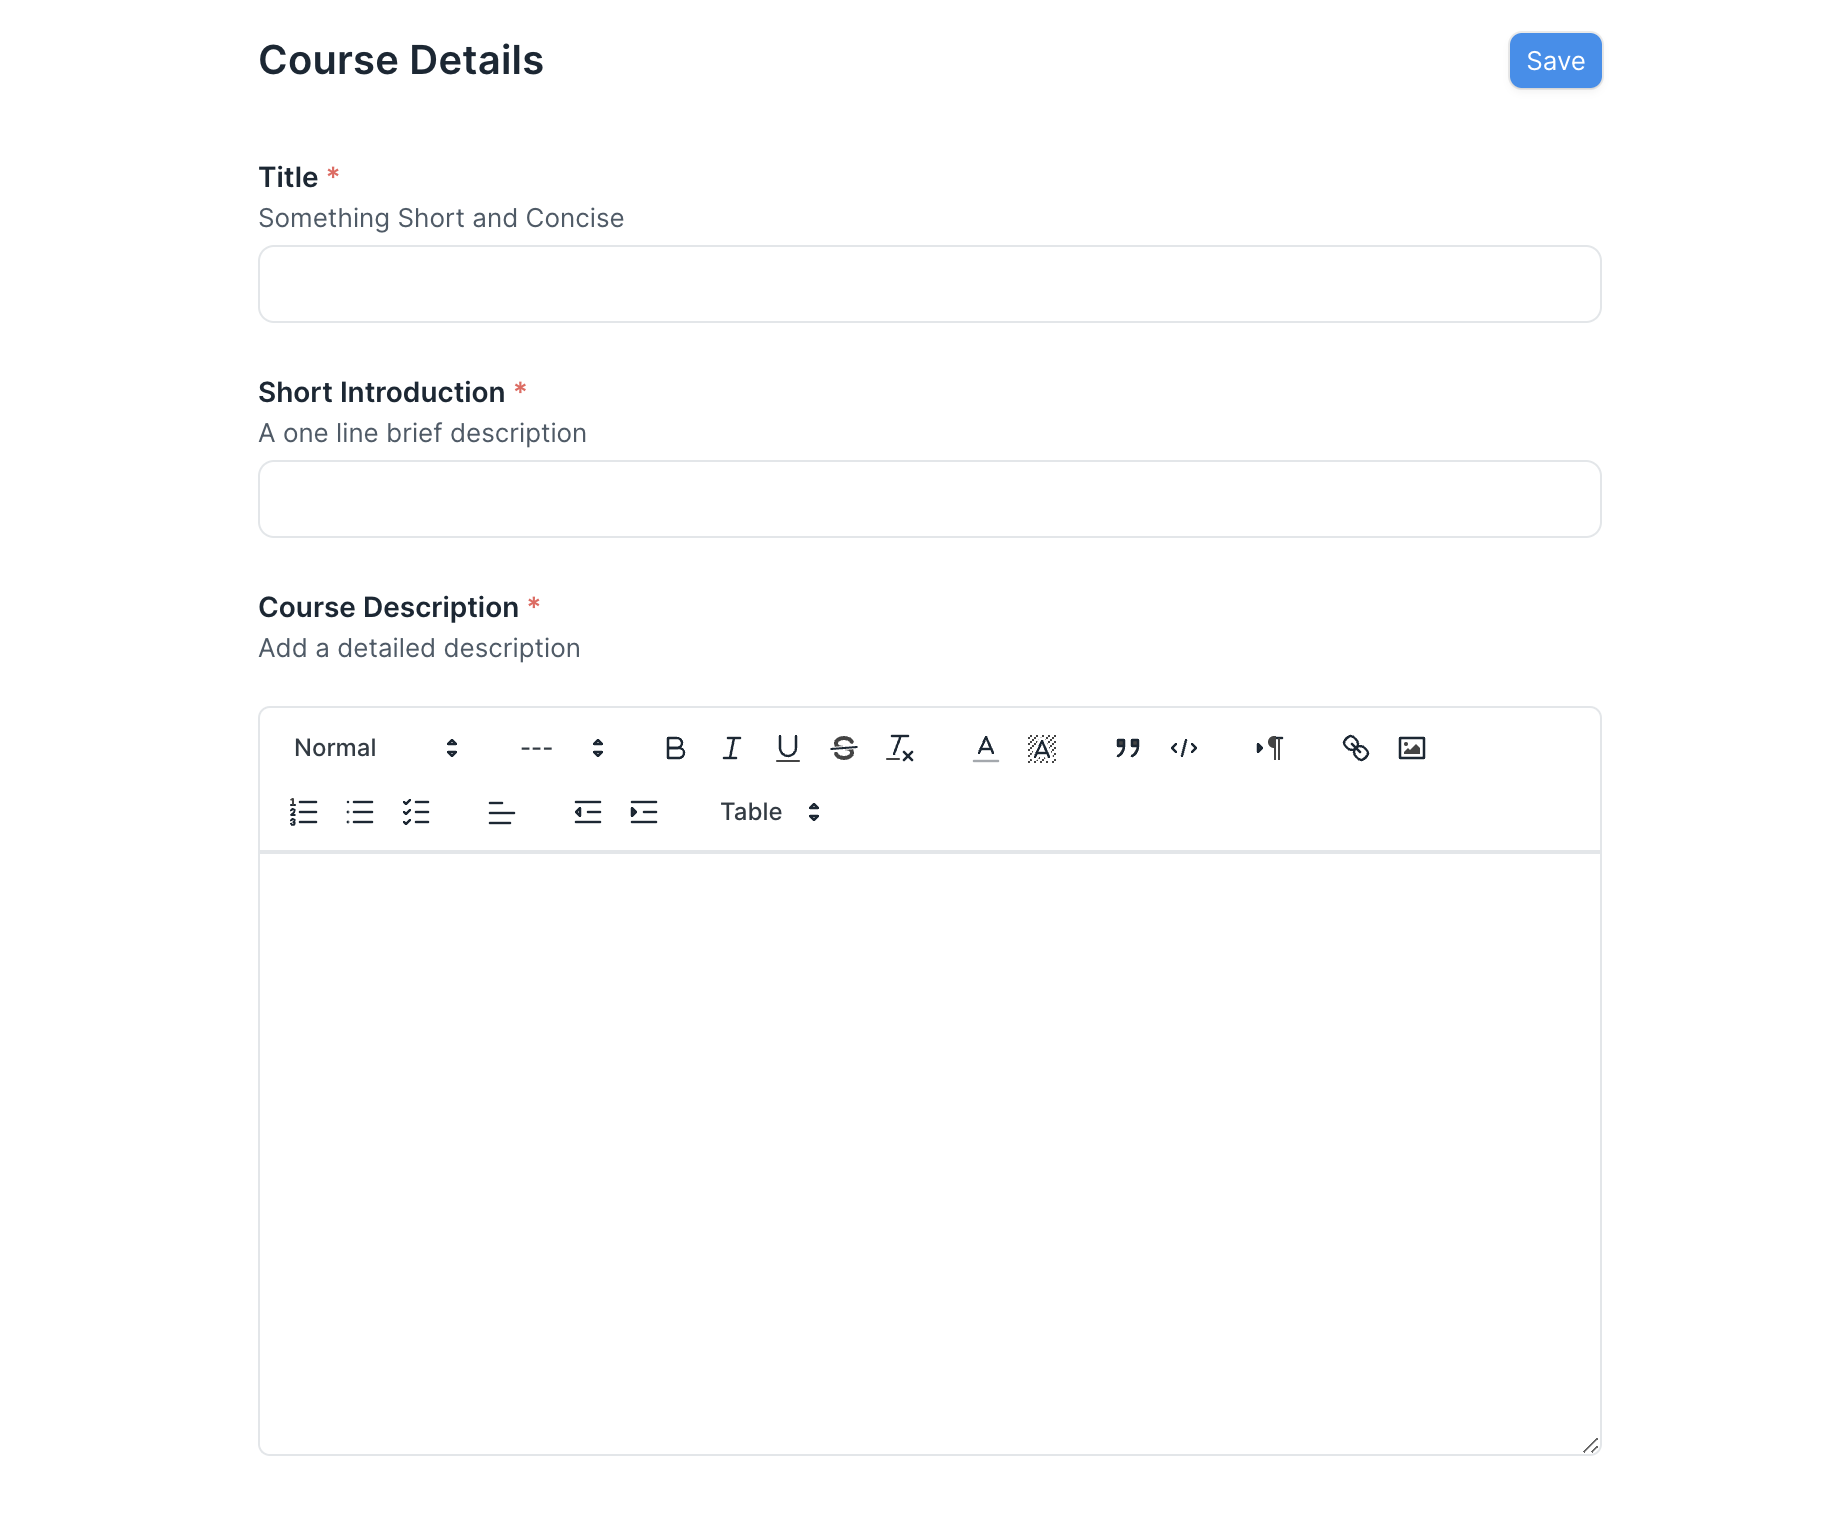 Course Details
Save
Title *
Something Short and Concise
Short Introduction *
A one line brief description
Course Description *
Add a detailed description
Normal
---
Table